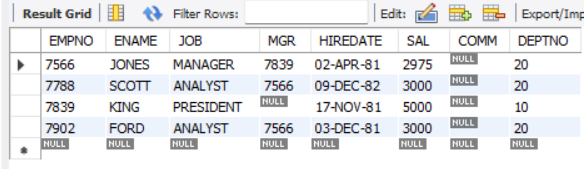 Result Grid Filter Rows: Edit: Export/Imp
EMPNO ENAME JOB MGR HIREDATE SAL COMM DEPTNO
7566 JONES MANAGER 7839 02-APR-81 2975 NULL 20
7788 SCOTT ANALYST 7566 09-DEC-82 3000 NULL 20
7839 KING PRESIDENT NULL 17-NOV-81 5000 NULL 10
7902 FORD ANALYST 7566 03-DEC-81 3000 NULL 20
NULL NULL NULL NULL NULL NULL NULL NULL